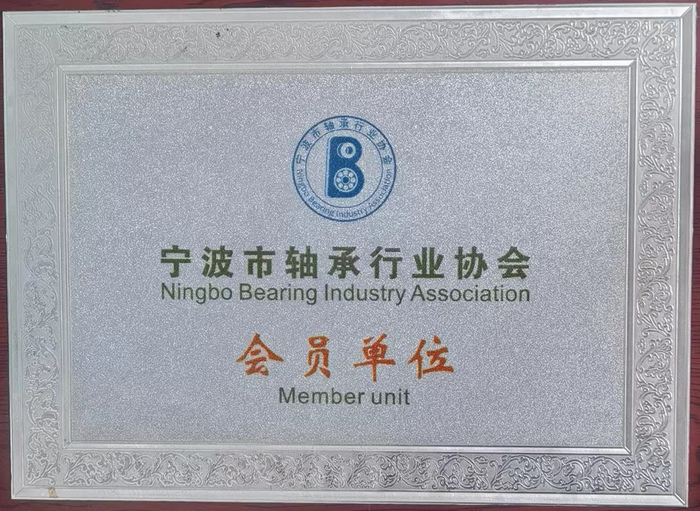 宁波市轴承行业协会
Ningbo Bearing Industry Association
B
宁波市轴承行业协会
Ningbo Bearing Industry Association
会员单位
Member unit